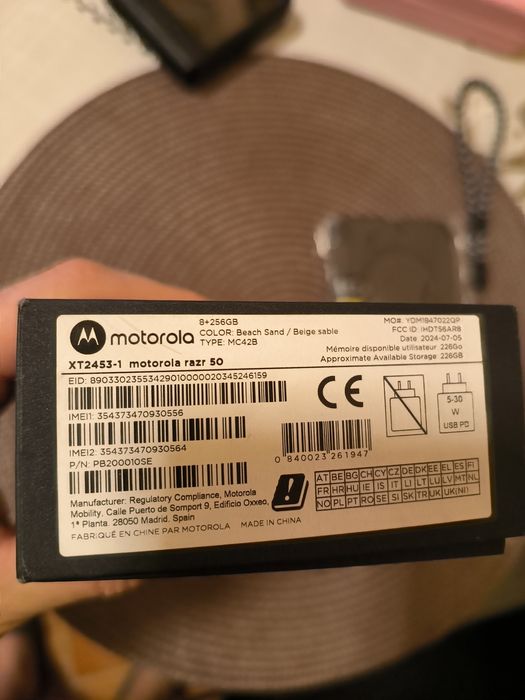 motorola
8+256GB
COLOR: Beach Sand / Beige sable
TYPE: MC42B
MO#: YDM1947022QP
FCC ID: IHDT56AR8
Date 2024-07-05
Mémoire disponible utilisateur 226Go
Approximate Available Storage 226GB
XT2453-1 motorola razr 50
EID: 89033023553429010000020345246159
IMEI1: 354373470930556
IMEI2: 354373470930564
P/N: PB200010SE
0 840023 261947
5-30
W
USB PD
Manufacturer: Regulatory Compliance, Motorola
Mobility. Calle Puerto de Somport 9, Edificio Oxxeo,
1ª Planta. 28050 Madrid. Spain
FABRIQUÉ EN CHINE PAR MOTOROLA MADE IN CHINA
AT BE BG CH CY CZ DE DK EE EL ES FI
FR HR HU IE IS IT LI LT LU LV MT NL
NO PL PT RO SE SI SK TR UK UK(NI)